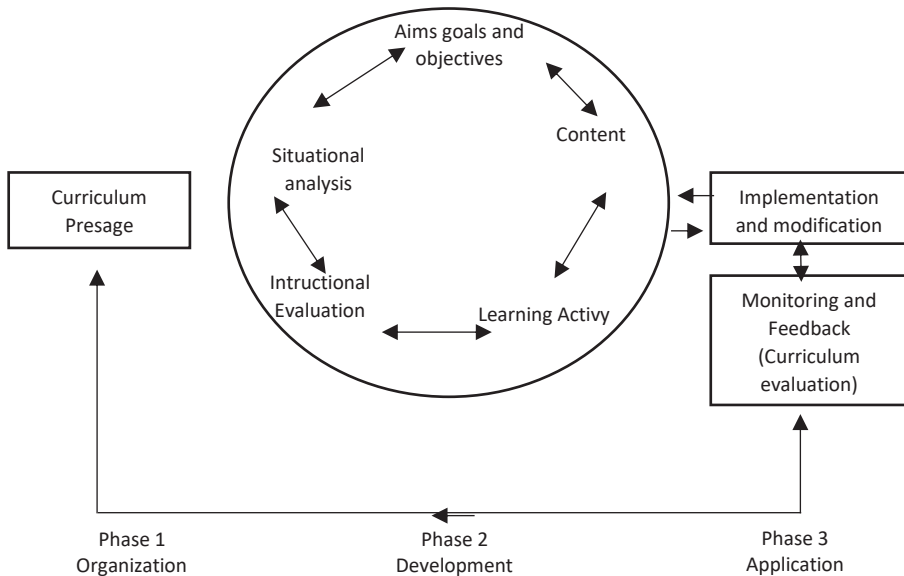 Aims goals and
objectives
Content
Situational
analysis
Curriculum
Presage
Implementation
and modification
Intructional
Evaluation
Learning Activy
Monitoring and
Feedback
(Curriculum
evaluation)
Phase 1
Organization
Phase 2
Development
Phase 3
Application